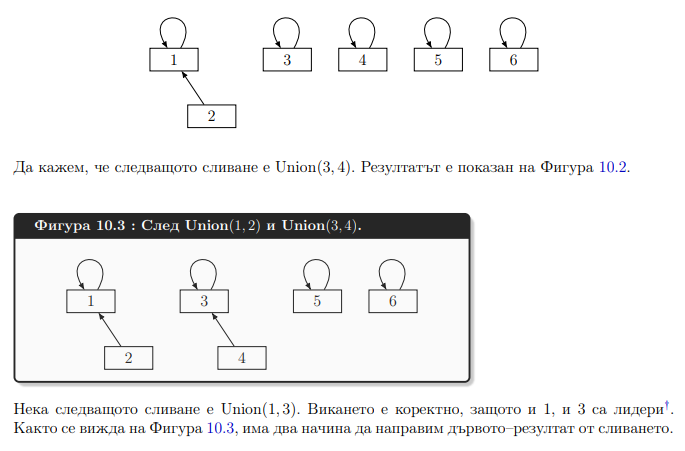 1 3 4 5 6
2
Да кажем, че следващото сливане е Union(3, 4). Резултатът е показан на Фигура 10.2.
Фигура 10.3 : След Union(1, 2) и Union(3, 4).
1 3 5 6
2 4
Нека следващото сливане е Union(1, 3). Викането е коректно, защото и 1, и 3 са лидери†.
Както се вижда на Фигура 10.3, има два начина да направим дървото–резултат от сливането.